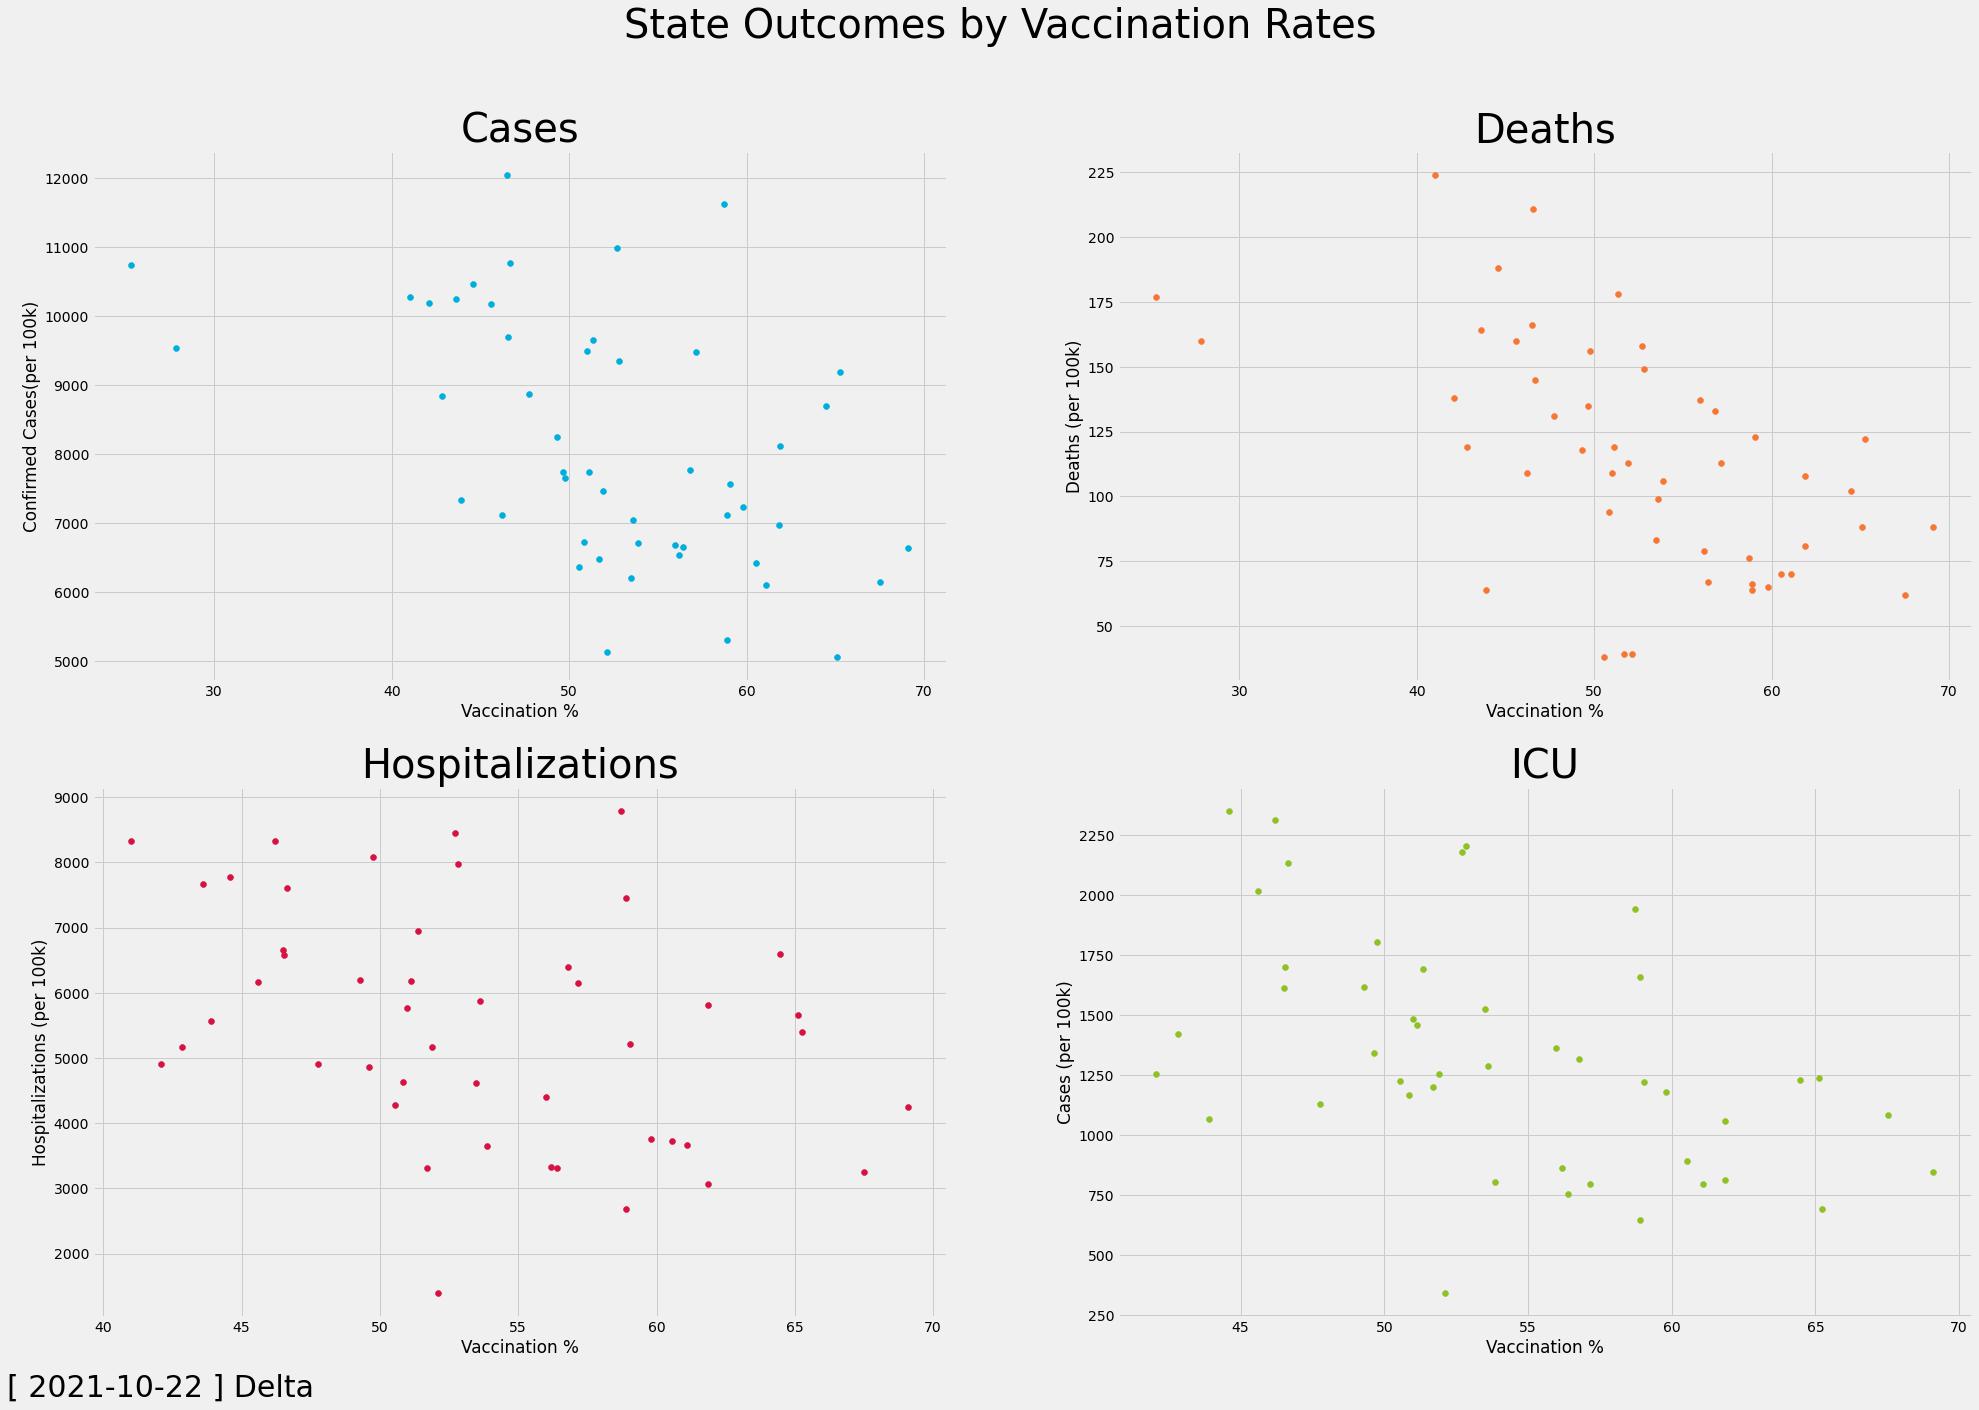 State Outcomes by Vaccination Rates
Cases
12000
11000
10000
9000
8000
7000
6000
5000
Confirmed Cases(per 100k)
30 40 50 60 70
Vaccination %
Deaths
225
200
175
150
125
100
75
50
Deaths (per 100k)
30 40 50 60 70
Vaccination %
Hospitalizations
9000
8000
7000
6000
5000
4000
3000
2000
Hospitalizations (per 100k)
40 45 50 55 60 65 70
Vaccination %
ICU
2250
2000
1750
1500
1250
1000
750
500
250
Cases (per 100k)
45 50 55 60 65 70
Vaccination %
[ 2021-10-22 ] Delta